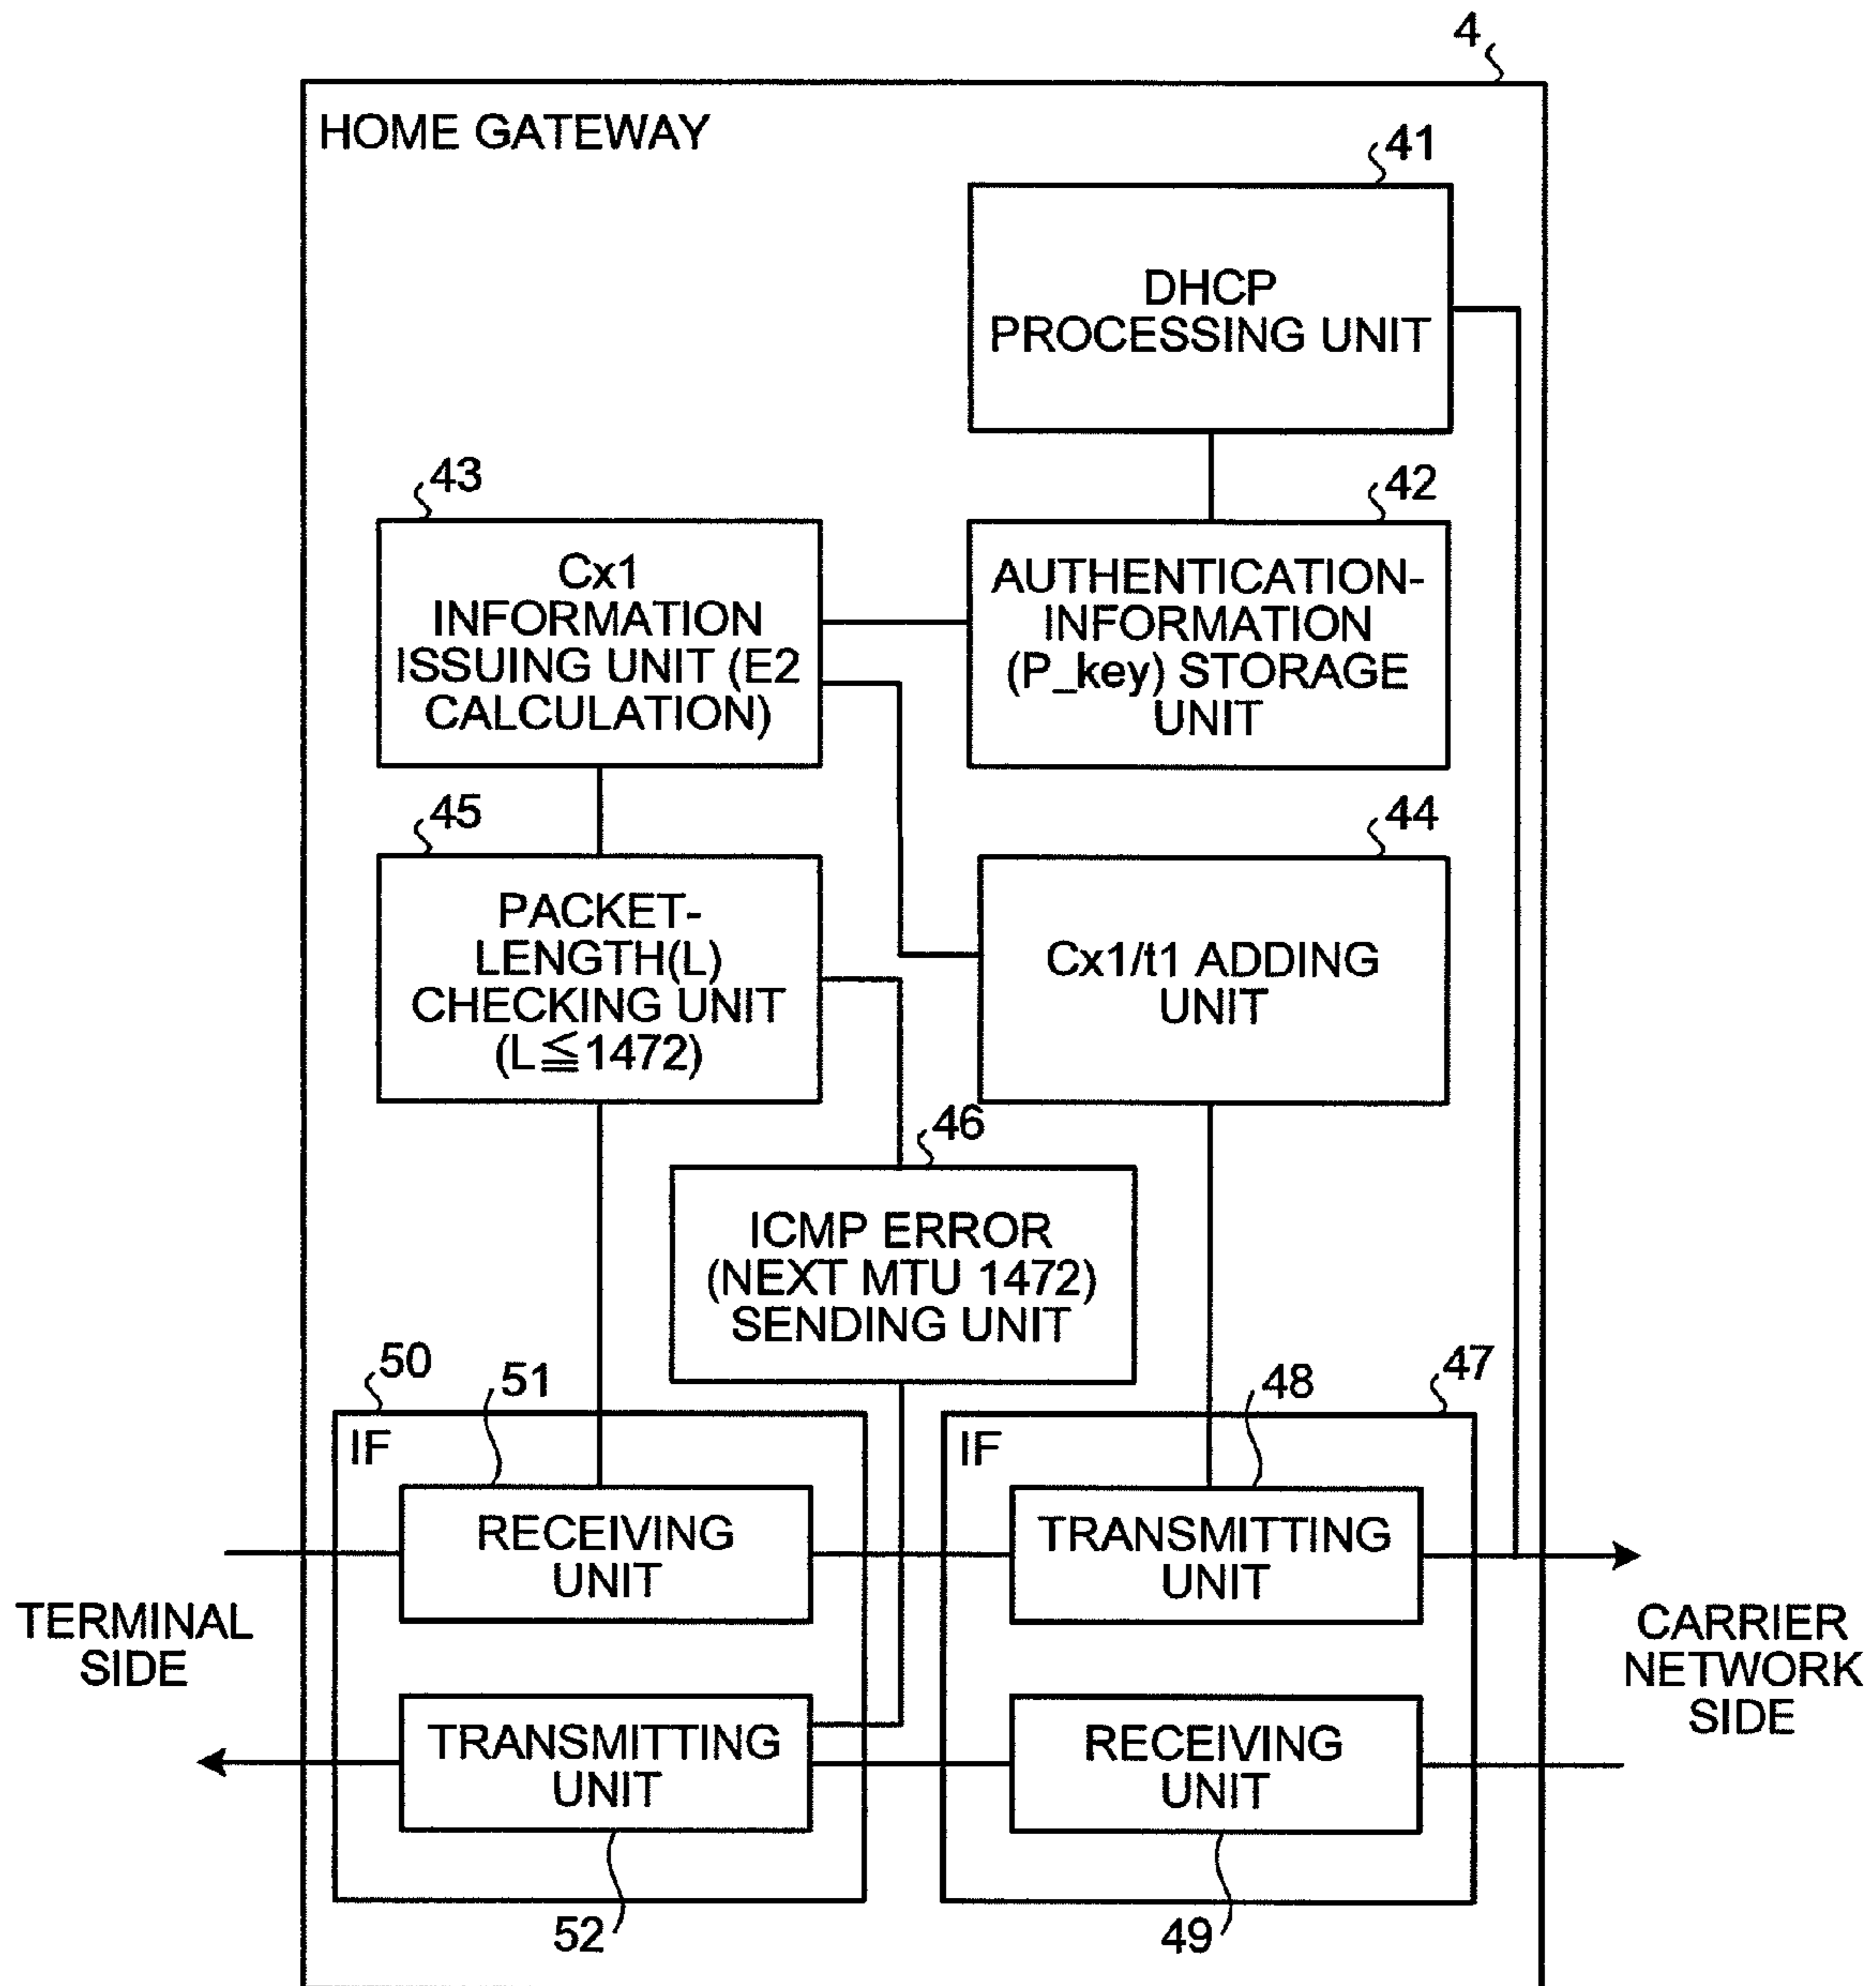 4
HOME GATEWAY
41
DHCP
PROCESSING UNIT
43
Cx1
INFORMATION
ISSUING UNIT (E2
CALCULATION)
42
AUTHENTICATION-
INFORMATION
(P_key) STORAGE
UNIT
45
PACKET-
LENGTH(L)
CHECKING UNIT
(L≦1472)
44
Cx1/t1 ADDING
UNIT
46
ICMP ERROR
(NEXT MTU 1472)
SENDING UNIT
50
IF
51
RECEIVING
UNIT
47
IF
48
TRANSMITTING
UNIT
TERMINAL
SIDE
CARRIER
NETWORK
SIDE
TRANSMITTING
UNIT
52
RECEIVING
UNIT
49